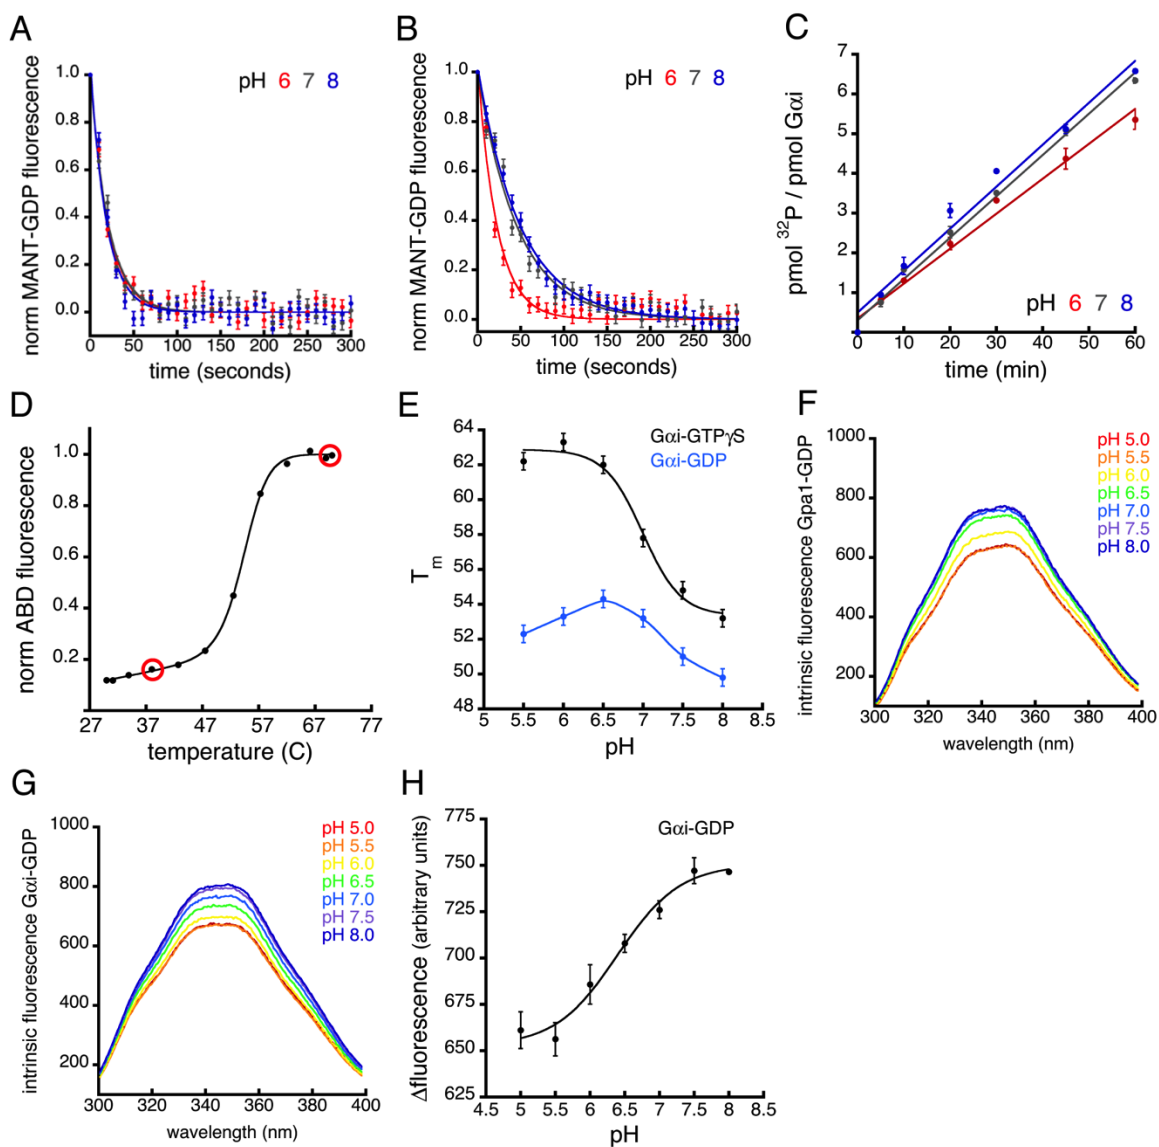 A
norm MANT-GDP fluorescence
1.0
0.8
0.6
0.4
0.2
0.0
pH 6 7 8
0 50 100 150 200 250 300
time (seconds)
B
norm MANT-GDP fluorescence
1.0
0.8
0.6
0.4
0.2
0.0
pH 6 7 8
0 50 100 150 200 250 300
time (seconds)
C
pmol 32P / pmol Gαi
7
6
5
4
3
2
1
pH 6 7 8
0 10 20 30 40 50 60
time (min)
D
norm ABD fluorescence
1.0
0.8
0.6
0.4
0.2
27 37 47 57 67 77
temperature (C)
E
Tm
64
62
60
58
56
54
52
50
48
Gαi-GTPγS
Gαi-GDP
5 5.5 6 6.5 7 7.5 8 8.5
pH
F
intrinsic fluorescence Gpa1-GDP
1000
800
600
400
200
pH 5.0
pH 5.5
pH 6.0
pH 6.5
pH 7.0
pH 7.5
pH 8.0
300 320 340 360 380 400
wavelength (nm)
G
intrinsic fluorescence Gαi-GDP
1000
800
600
400
200
pH 5.0
pH 5.5
pH 6.0
pH 6.5
pH 7.0
pH 7.5
pH 8.0
300 320 340 360 380 400
wavelength (nm)
H
Δfluorescence (arbitrary units)
775
750
725
700
675
650
625
Gαi-GDP
4.5 5 5.5 6 6.5 7 7.5 8 8.5
pH